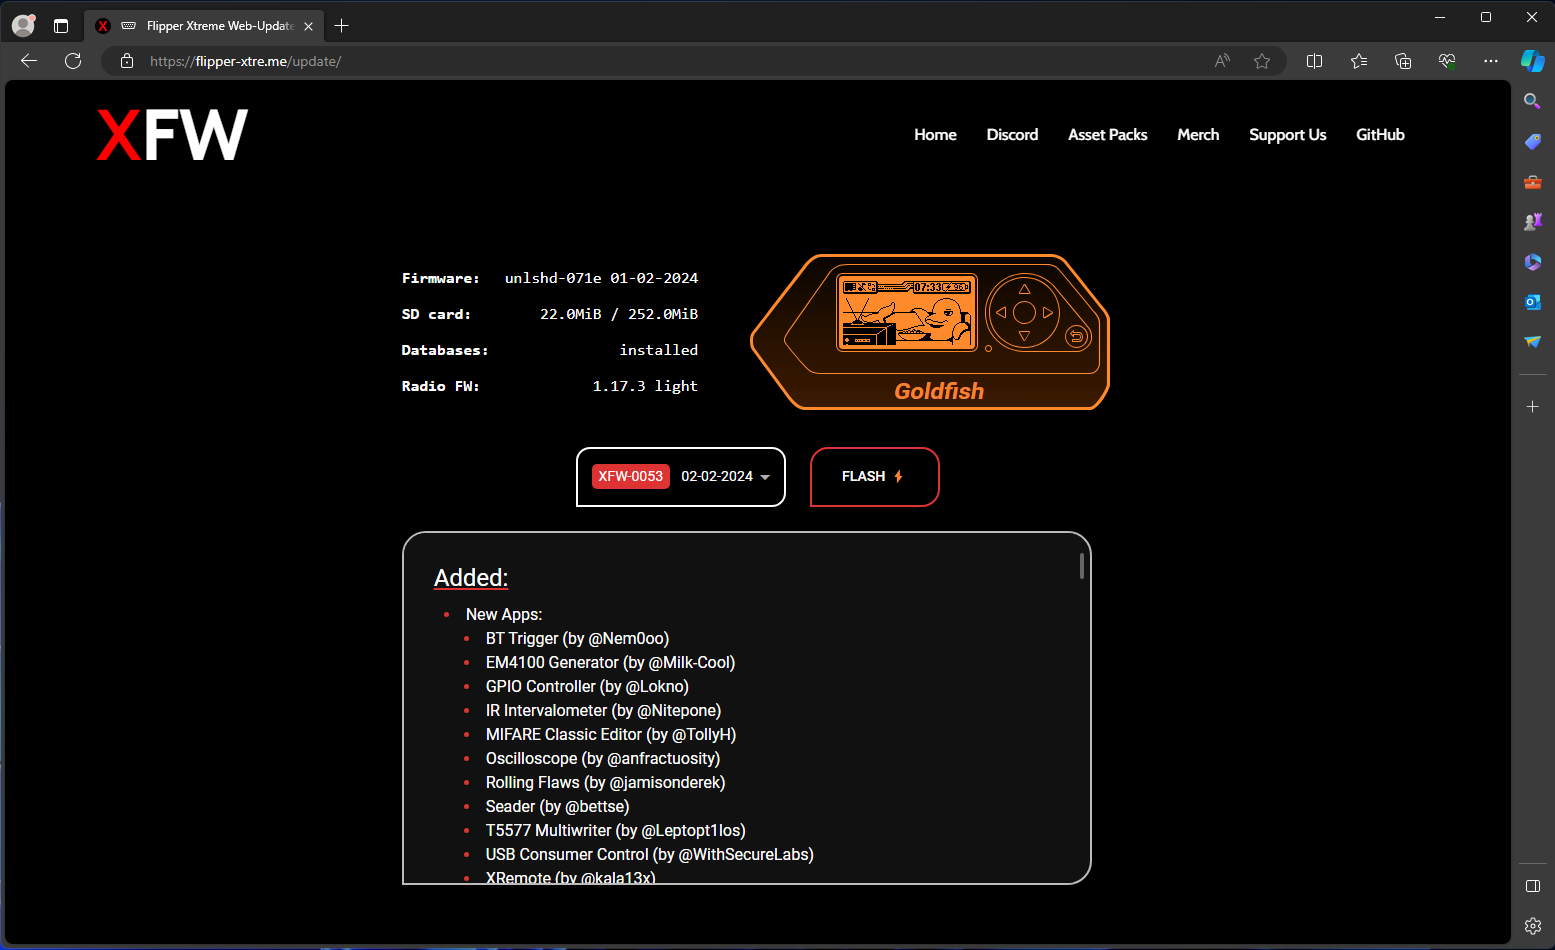 Flipper Xtreme Web-Update
https://flipper-xtre.me/update/
XFW
Home Discord Asset Packs Merch Support Us GitHub
Firmware: unlshd-071e 01-02-2024
SD card: 22.0MiB / 252.0MiB
Databases: installed
Radio FW: 1.17.3 light
07:33
Goldfish
XFW-0053 02-02-2024
FLASH
Added:
New Apps:
BT Trigger (by @Nem0oo)
EM4100 Generator (by @Milk-Cool)
GPIO Controller (by @Lokno)
IR Intervalometer (by @Nitepone)
MIFARE Classic Editor (by @TollyH)
Oscilloscope (by @anfractuosity)
Rolling Flaws (by @jamisonderek)
Seader (by @bettse)
T5577 Multiwriter (by @Leptopt1los)
USB Consumer Control (by @WithSecureLabs)
XRemote (by @kala13x)